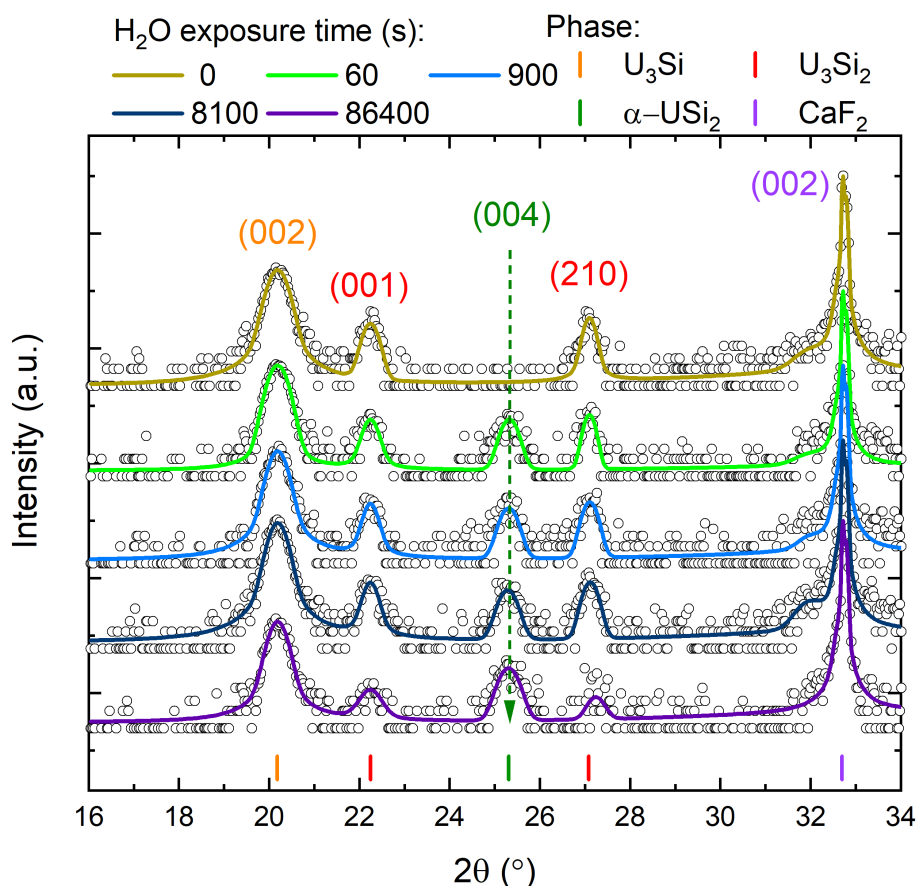 H₂O exposure time (s): Phase:
0 60 900 U₃Si U₃Si₂
8100 86400 α−USi₂ CaF₂
(002)
(004)
(002)
(001)
(210)
Intensity (a.u.)
16 18 20 22 24 26 28 30 32 34
2θ (°)